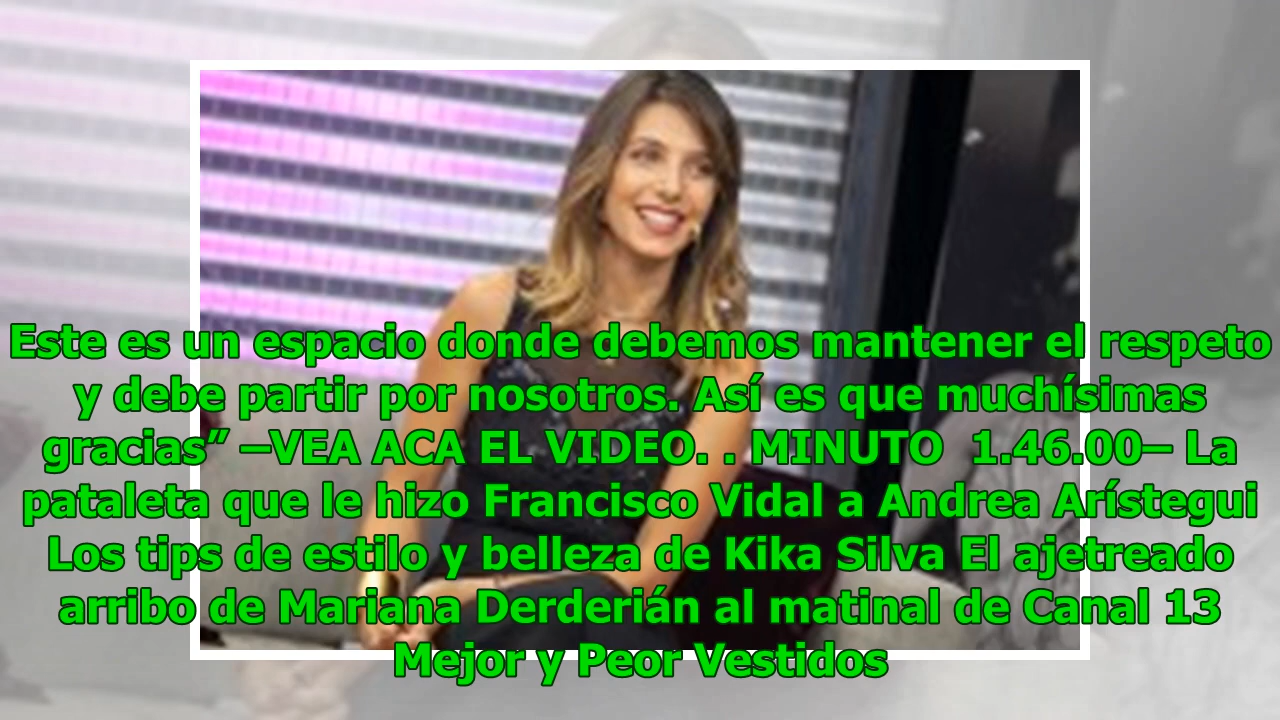 Este es un espacio donde debemos mantener el respeto
y debe partir por nosotros. Así es que muchísimas
gracias” –VEA ACA EL VIDEO. . MINUTO  1.46.00– La
pataleta que le hizo Francisco Vidal a Andrea Arístegui
Los tips de estilo y belleza de Kika Silva El ajetreado
arribo de Mariana Derderián al matinal de Canal 13
Mejor y Peor Vestidos